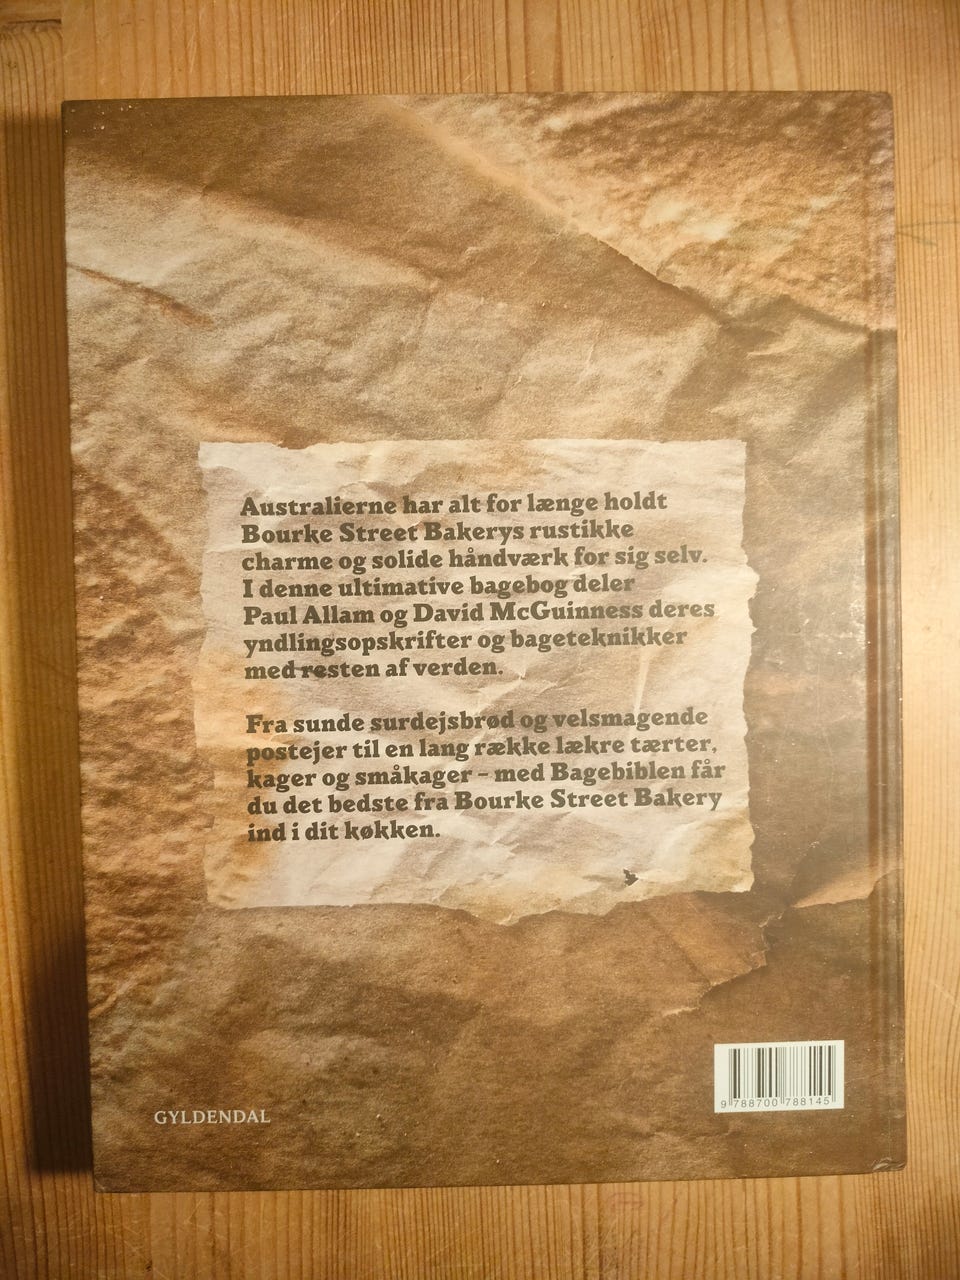 Australierne har alt for længe holdt
Bourke Street Bakerys rustikke
charme og solide håndværk for sig selv.
I denne ultimative bagebog deler
Paul Allam og David McGuinness deres
yndlingsopskrifter og bageteknikker
med resten af verden.
Fra sunde surdejsbrød og velsmagende
postejer til en lang række lækre tærter,
kager og småkager – med Bagebiblen får
du det bedste fra Bourke Street Bakery
ind i dit køkken.
GYLDENDAL
9 788700 788145